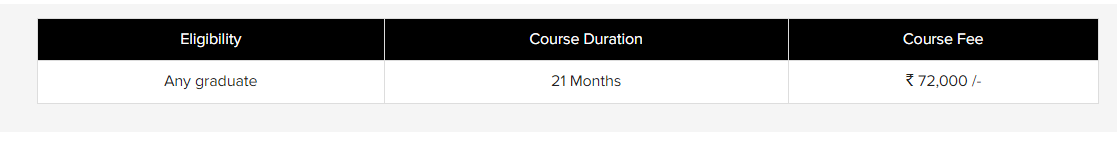 Eligibility Course Duration Course Fee
Any graduate 21 Months ₹ 72,000 /-